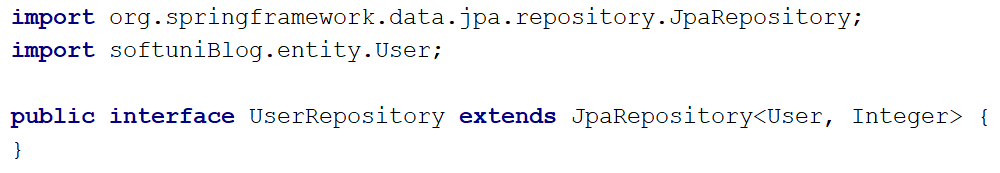 import org.springframework.data.jpa.repository.JpaRepository;
import softuniBlog.entity.User;
public interface UserRepository extends JpaRepository<User, Integer> {
}